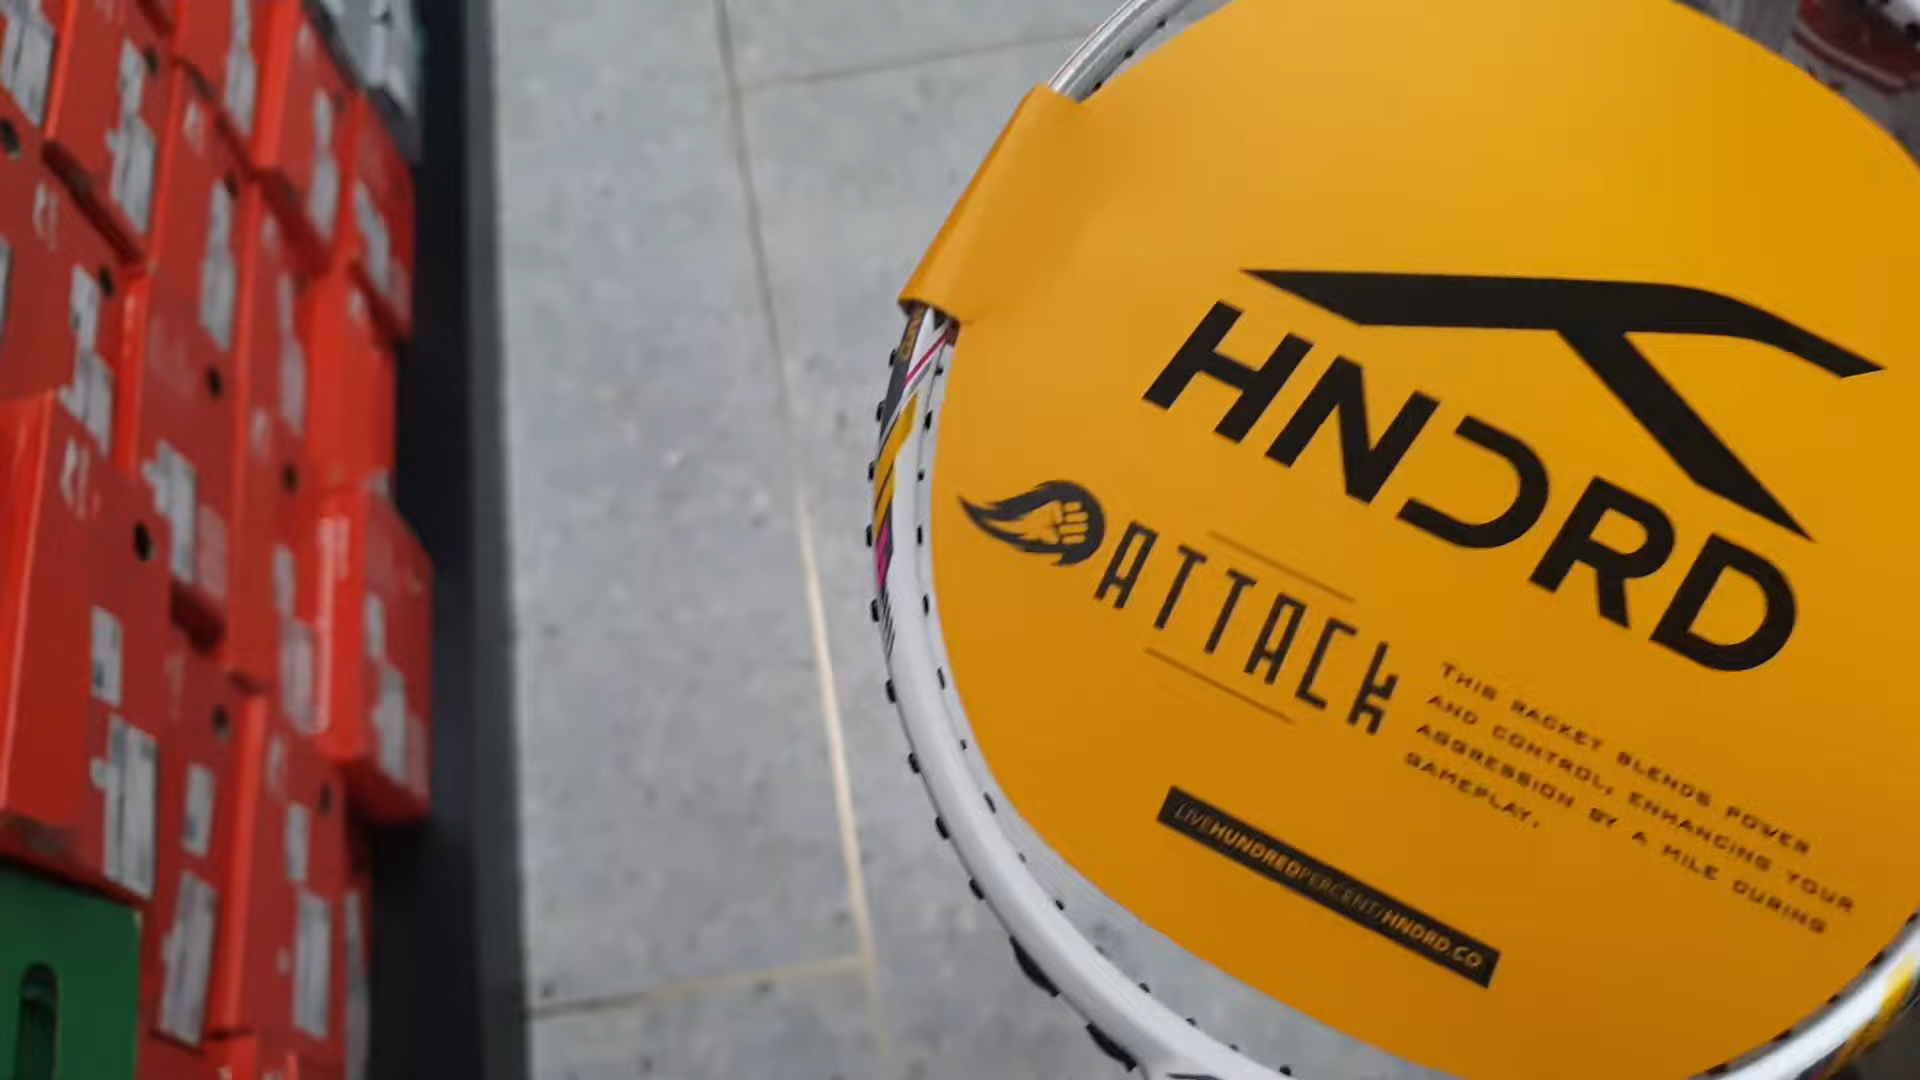 HNDRD
ATTACK
THIS RACKET BLENDS POWER
AND CONTROL, ENHANCING YOUR
AGGRESSION BY A MILE DURING
GAMEPLAY.
LIVEHUNDREDPERCENT/HNDRD.CO